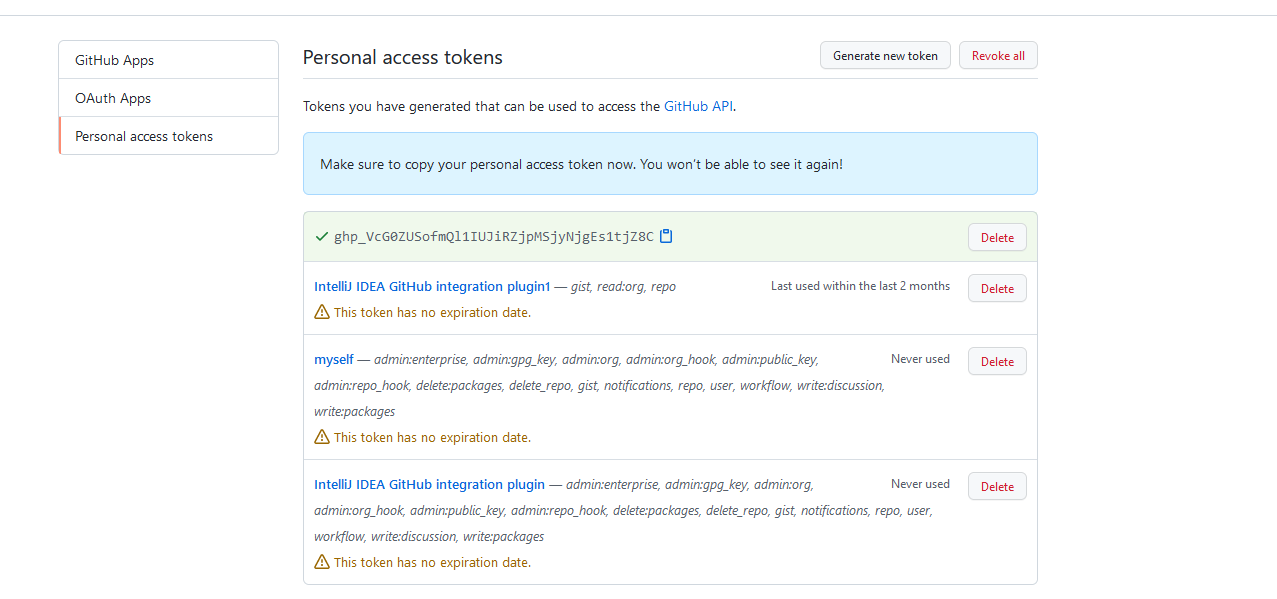 GitHub Apps
OAuth Apps
Personal access tokens
Personal access tokens
Generate new token
Revoke all
Tokens you have generated that can be used to access the GitHub API.
Make sure to copy your personal access token now. You won't be able to see it again!
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
Delete
IntelliJ IDEA GitHub integration plugin1 — gist, read:org, repo
Last used within the last 2 months
Delete
This token has no expiration date.
myself — admin:enterprise, admin:gpg_key, admin:org, admin:org_hook, admin:public_key,
admin:repo_hook, delete:packages, delete_repo, gist, notifications, repo, user, workflow, write:discussion,
write:packages
Never used
Delete
This token has no expiration date.
IntelliJ IDEA GitHub integration plugin — admin:enterprise, admin:gpg_key, admin:org,
admin:org_hook, admin:public_key, admin:repo_hook, delete:packages, delete_repo, gist, notifications, repo, user,
workflow, write:discussion, write:packages
Never used
Delete
This token has no expiration date.